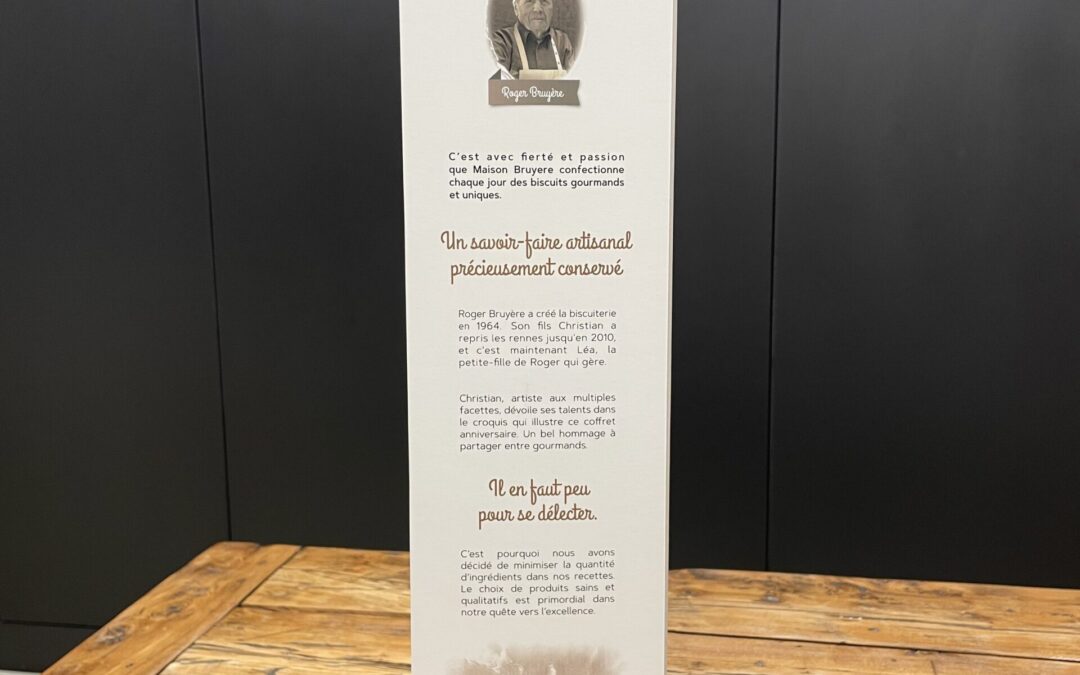 Roger Bruyère
C'est avec fierté et passion
que Maison Bruyere confectionne
chaque jour des biscuits gourmands
et uniques.
Un savoir-faire artisanal
précieusement conservé
Roger Bruyère a créé la biscuiterie
en 1964. Son fils Christian a
repris les rennes jusqu'en 2010,
et c'est maintenant Léa, la
petite-fille de Roger qui gère.
Christian, artiste aux multiples
facettes, dévoile ses talents dans
le croquis qui illustre ce coffret
anniversaire. Un bel hommage à
partager entre gourmands.
Il en faut peu
pour se délecter.
C'est pourquoi nous avons
décidé de minimiser la quantité
d'ingrédients dans nos recettes.
Le choix de produits sains et
qualitatifs est primordial dans
notre quête vers l'excellence.